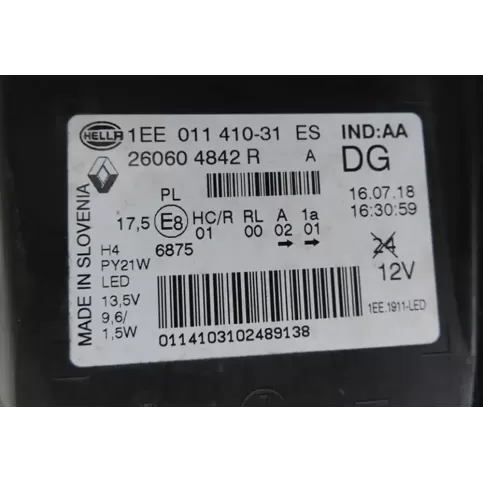 HELLA 1EE 011 410-31 ES IND:AA
26060 4842 R A DG
16.07.18
16:30:59
PL
17,5 E8 HC/R RL A 1a
01 00 02 01
H4 6875
PY21W
LED
13,5V
9,6/
1,5W
24
12V
1EE.1911-LED
0114103102489138
MADE IN SLOVENIA